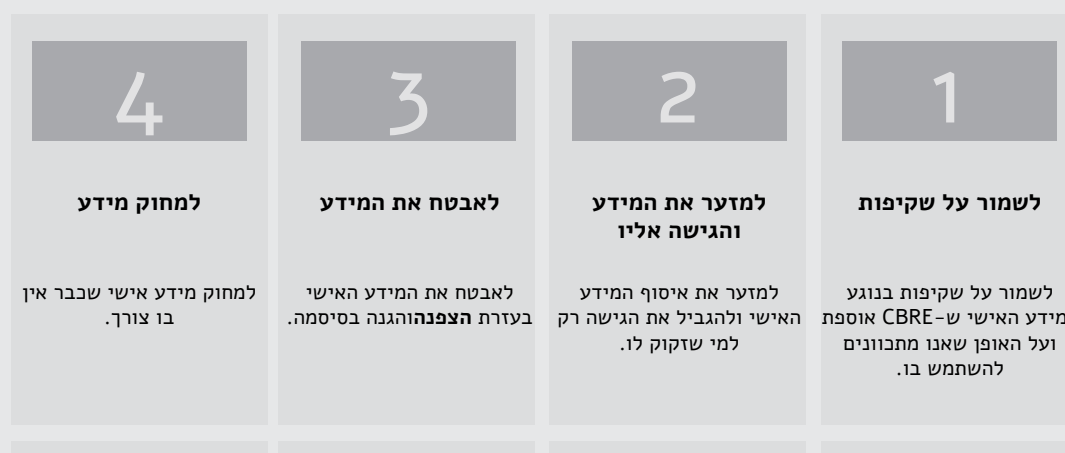 1
לשמור על שקיפות
לשמור על שקיפות בנוגע
מידע האישי ש-CBRE אוספת
ועל האופן שאנו מתכוונים
להשתמש בו.
2
למזער את המידע
והגישה אליו
למזער את איסוף המידע
האישי ולהגביל את הגישה רק
למי שזקוק לו.
3
לאבטח את המידע
לאבטח את המידע האישי
בעזרת הצפנהוהגנה בסיסמה.
4
למחוק מידע
למחוק מידע אישי שכבר אין
בו צורך.